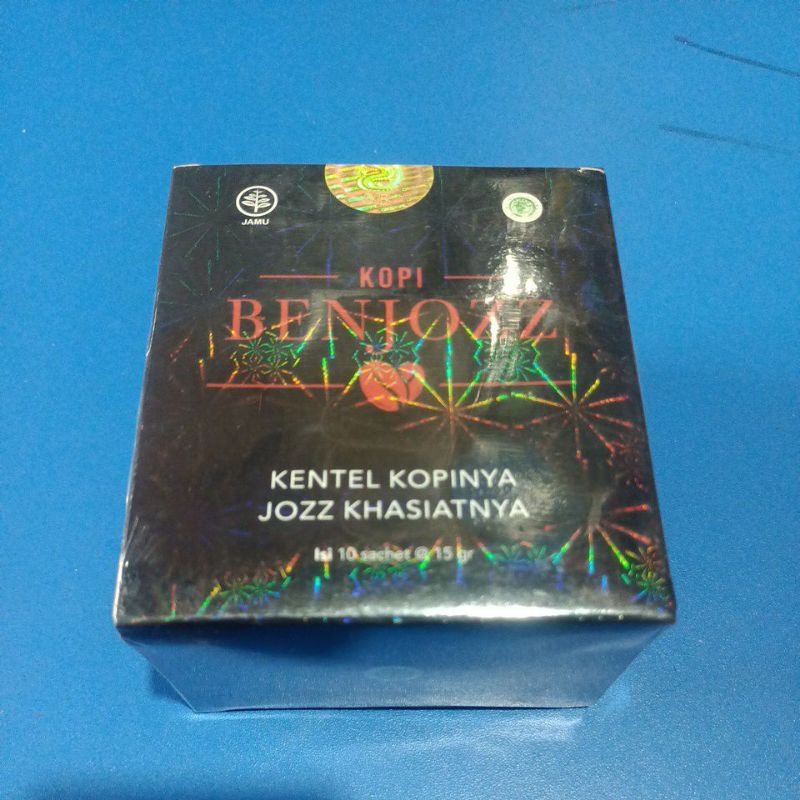 JAMU
KOPI
BENJOZZ
KENTEL KOPINYA
JOZZ KHASIATNYA
Isi 10 sachet @ 15 gr